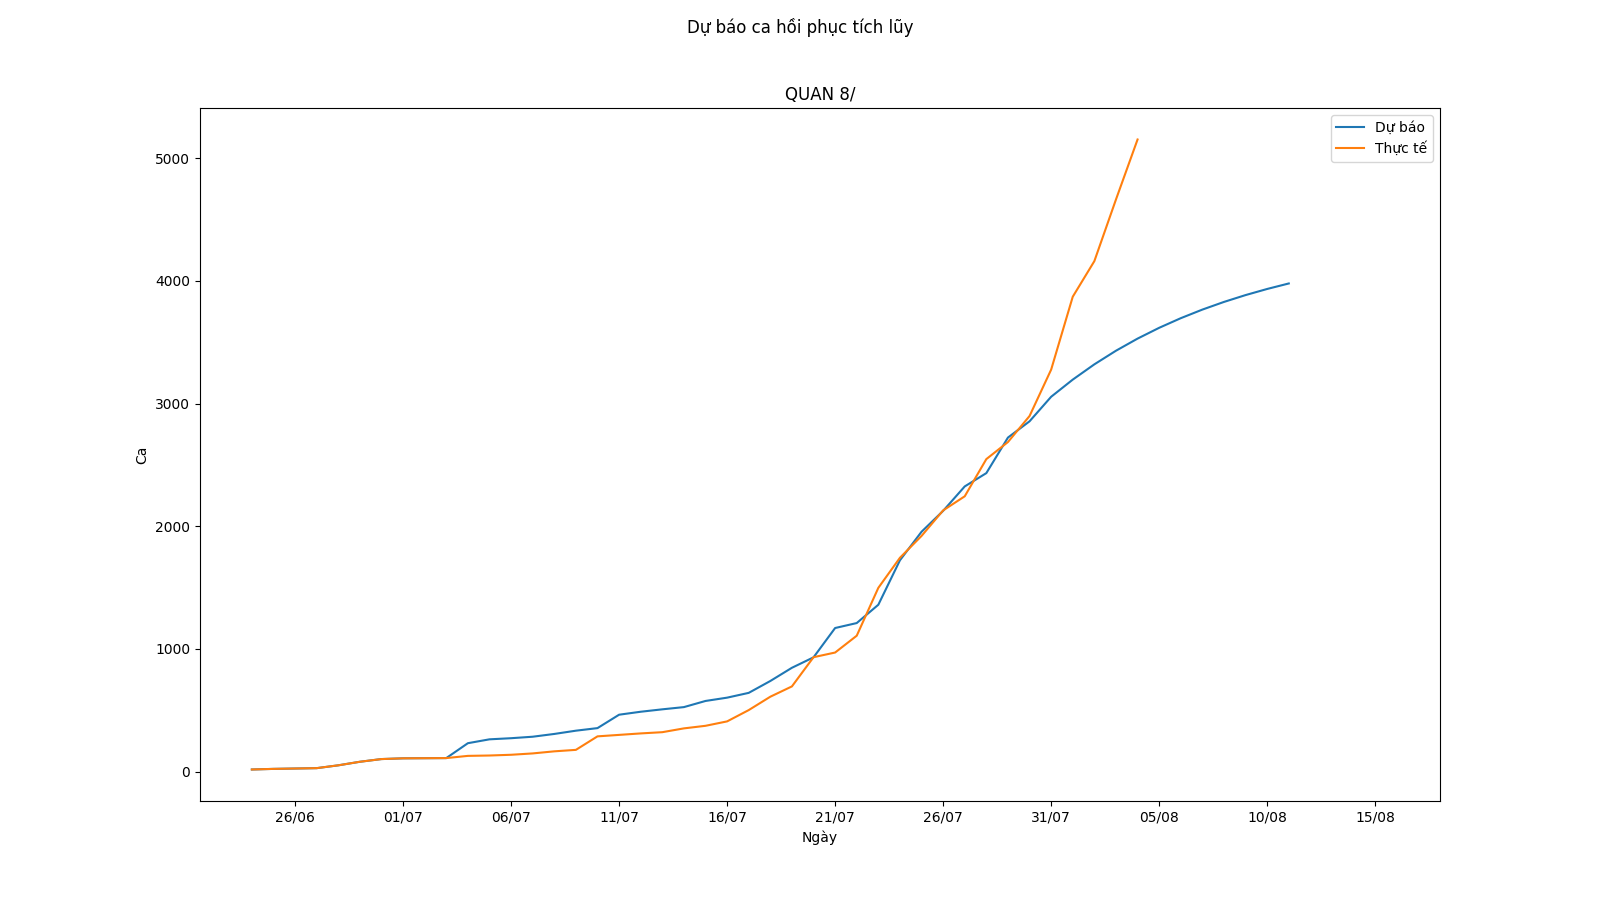 Dự báo ca hồi phục tích lũy
QUAN 8/
Dự báo
Thực tế
5000
4000
3000
2000
1000
0
Ca
26/06 01/07 06/07 11/07 16/07 21/07 26/07 31/07 05/08 10/08 15/08
Ngày